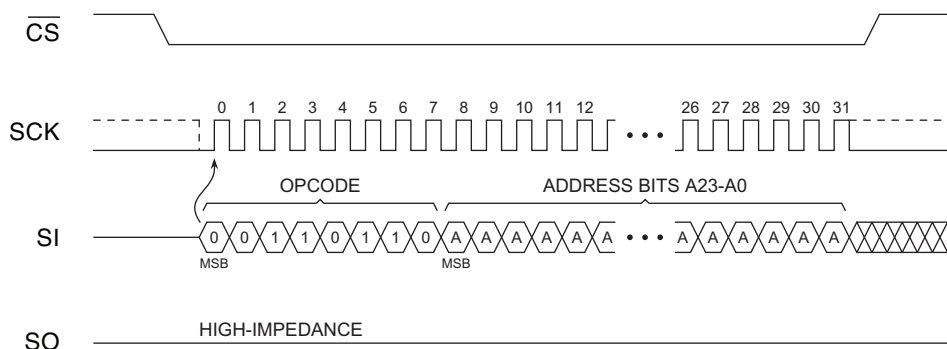 CS
0 1 2 3 4 5 6 7 8 9 10 11 12 26 27 28 29 30 31
SCK
OPCODE ADDRESS BITS A23-A0
SI 0 0 1 1 0 1 1 0 A A A A A A A A A A A A
MSB MSB
HIGH-IMPEDANCE
SO